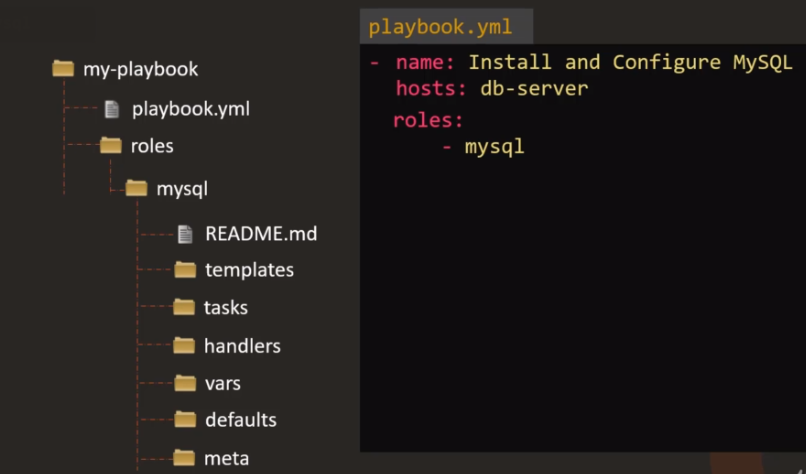 my-playbook
playbook.yml
roles
mysql
README.md
templates
tasks
handlers
vars
defaults
meta
playbook.yml
- name: Install and Configure MySQL
hosts: db-server
roles:
- mysql